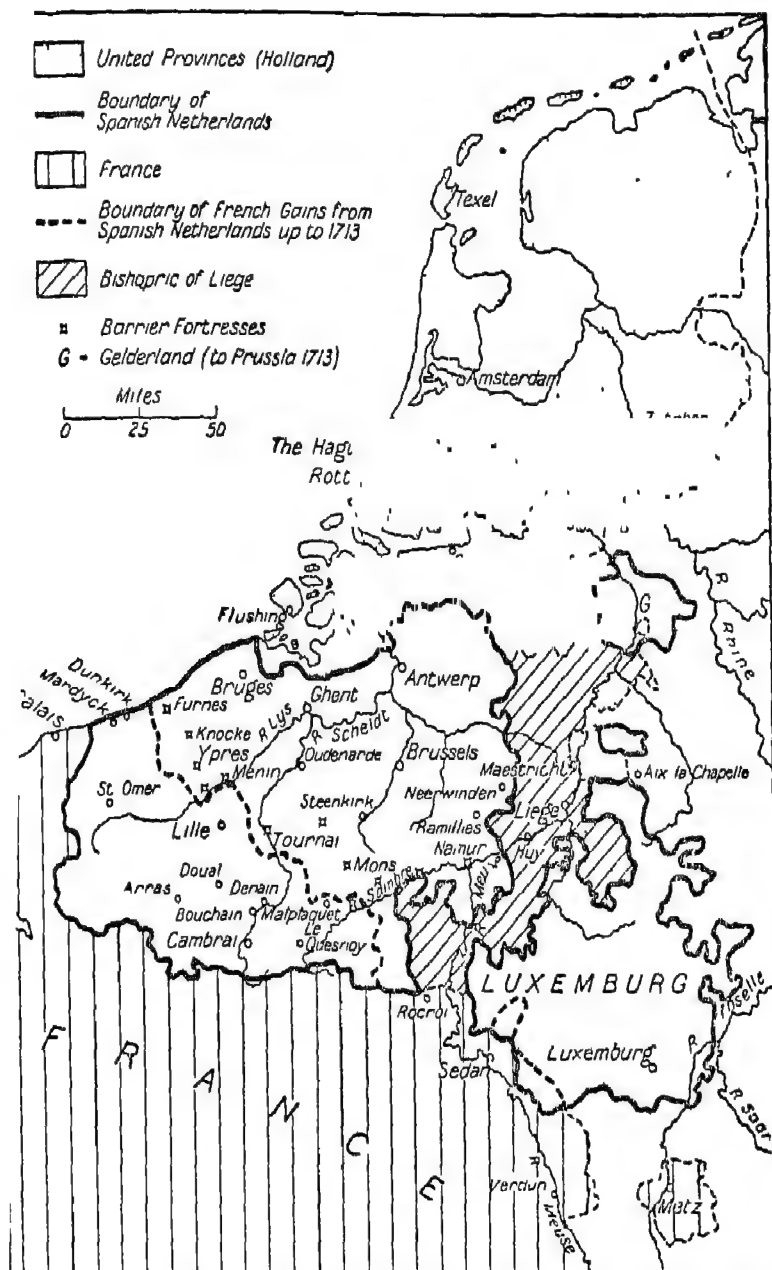 United Provinces (Holland)
Boundary of
Spanish Netherlands
France
Boundary of French Gains from
Spanish Netherlands up to 1713
Bishopric of Liege
Barrier Fortresses
G - Gelderland (to Prussia 1713)
Miles
0 25 50
Texel
Amsterdam
The Hag
Rott
Flushing
G
R
Rhine
Dunkirk
Mardyck
alais
Furnes
Bruges
Ghent
Antwerp
Knocke
R Lys
R Scheldt
Ypres
Menin
Oudenarde
Brussels
Maestricht
Aix la Chapelle
St. Omer
Steenkirk
Neerwinden
Liege
Lille
Tournai
Ramillies
Namur
Huy
Mons
Sambre
Douai
Arras
Denain
Bouchain
Malplaquet
Cambrai
Le
Quesnoy
LUXEMBURG
Rocroi
Luxemburg
Sedan
R
R Saar
FRANCE
Verdun
R
Meuse
Metz